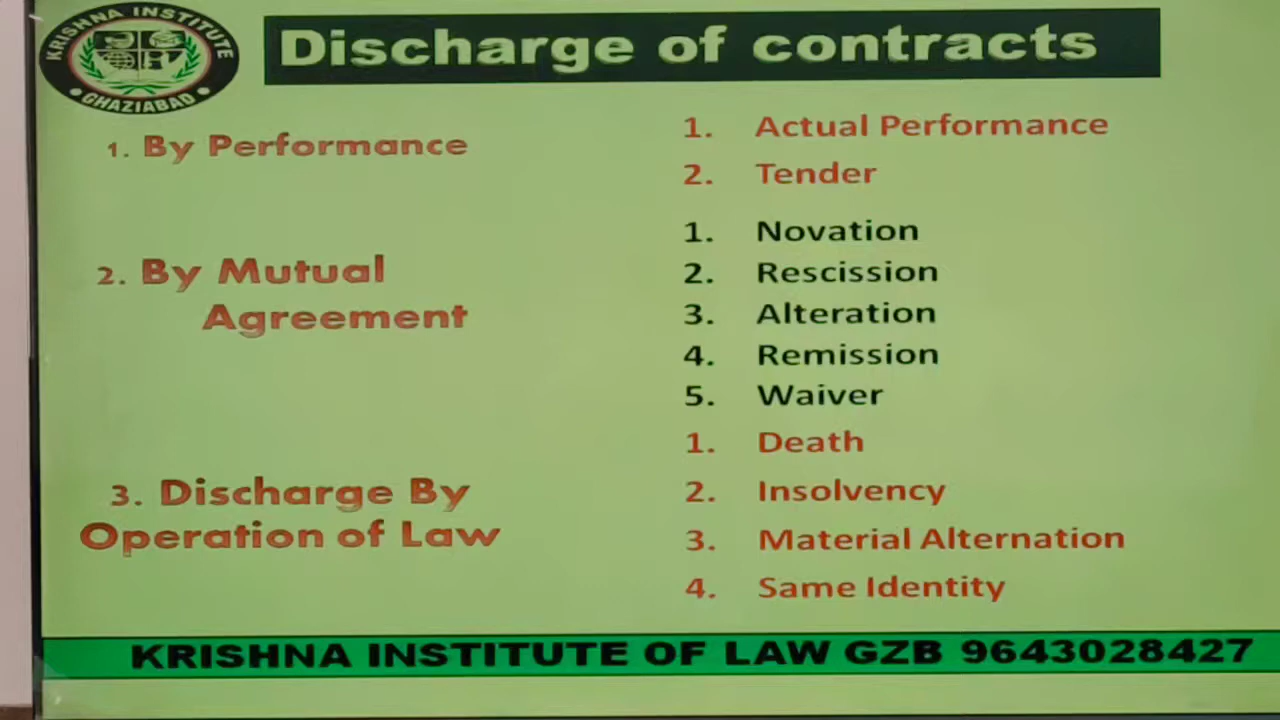 KRISHNA INSTITUTE
GHAZIABAD
Discharge of contracts
1. By Performance
1. Actual Performance
2. Tender
2. By Mutual
Agreement
1. Novation
2. Rescission
3. Alteration
4. Remission
5. Waiver
3. Discharge By
Operation of Law
1. Death
2. Insolvency
3. Material Alternation
4. Same Identity
KRISHNA INSTITUTE OF LAW GZB 9643028427